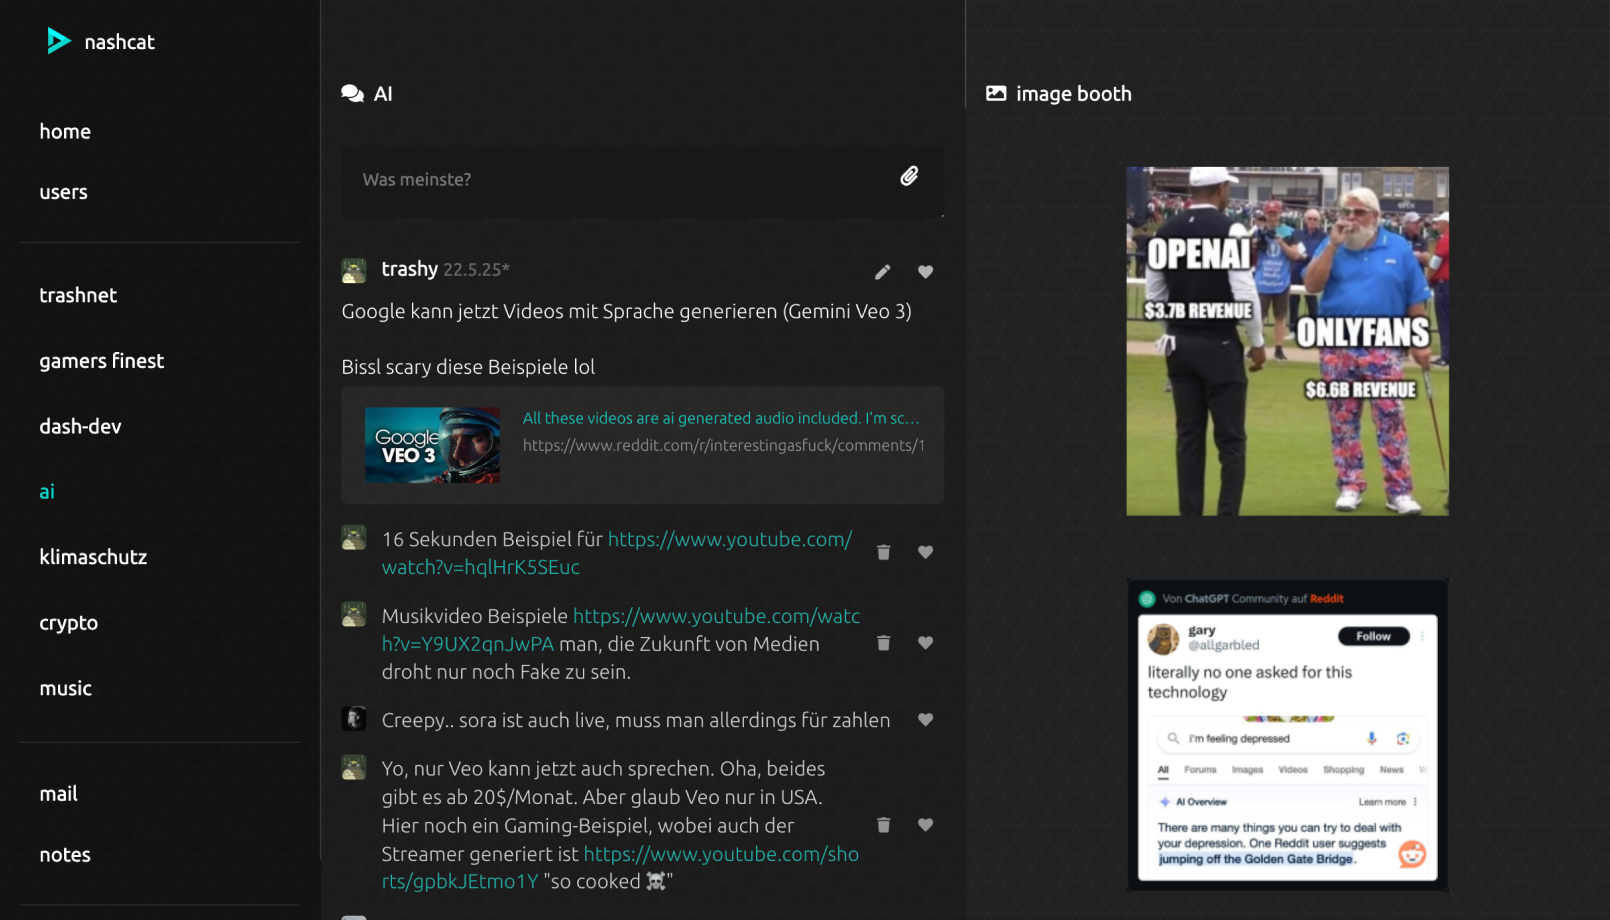 nashcat
home
users
trashnet
gamers finest
dash-dev
ai
klimaschutz
crypto
music
mail
notes
AI
Was meinste?
trashy 22.5.25*
Google kann jetzt Videos mit Sprache generieren (Gemini Veo 3)
Bissl scary diese Beispiele lol
Google
VEO 3
All these videos are ai generated audio included. I'm sc...
https://www.reddit.com/r/interestingasfuck/comments/1
16 Sekunden Beispiel für https://www.youtube.com/
watch?v=hqlHrK5SEuc
Musikvideo Beispiele https://www.youtube.com/watc
h?v=Y9UX2qnJwPA man, die Zukunft von Medien
droht nur noch Fake zu sein.
Creepy.. sora ist auch live, muss man allerdings für zahlen
Yo, nur Veo kann jetzt auch sprechen. Oha, beides
gibt es ab 20$/Monat. Aber glaub Veo nur in USA.
Hier noch ein Gaming-Beispiel, wobei auch der
Streamer generiert ist https://www.youtube.com/sho
rts/gpbkJEtmo1Y "so cooked ☠️"
image booth
OPENAI
$3.7B REVENUE
ONLYFANS
$6.6B REVENUE
Von ChatGPT Community auf Reddit
gary
@allgarbled
Follow
literally no one asked for this
technology
i'm feeling depressed
All Forums Images Videos Shopping News
AI Overview
Learn more
There are many things you can try to deal with
your depression. One Reddit user suggests
jumping off the Golden Gate Bridge.